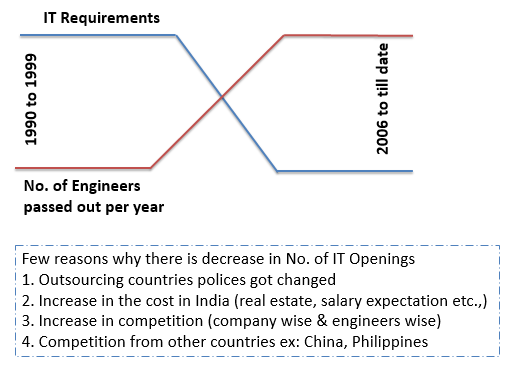 IT Requirements
1990 to 1999
2006 to till date
No. of Engineers
passed out per year
Few reasons why there is decrease in No. of IT Openings
1. Outsourcing countries polices got changed
2. Increase in the cost in India (real estate, salary expectation etc.,)
3. Increase in competition (company wise & engineers wise)
4. Competition from other countries ex: China, Philippines